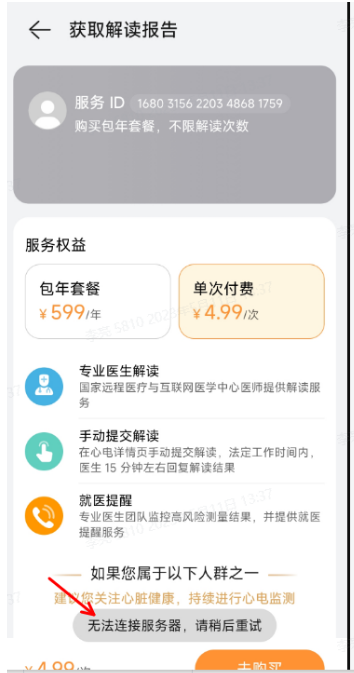 获取解读报告
服务 ID 1680 3156 2203 4868 1759
购买包年套餐，不限解读次数
服务权益
包年套餐
¥599/年
单次付费
¥4.99/次
专业医生解读
国家远程医疗与互联网医学中心医师提供解读服
务
手动提交解读
在心电详情页手动提交解读，法定工作时间内，
医生 15 分钟左右回复解读结果
就医提醒
专业医生团队监控高风险测量结果，并提供就医
提醒服务
如果您属于以下人群之一
建议您关注心脏健康，持续进行心电监测
无法连接服务器，请稍后重试
¥4.99/次
去购买